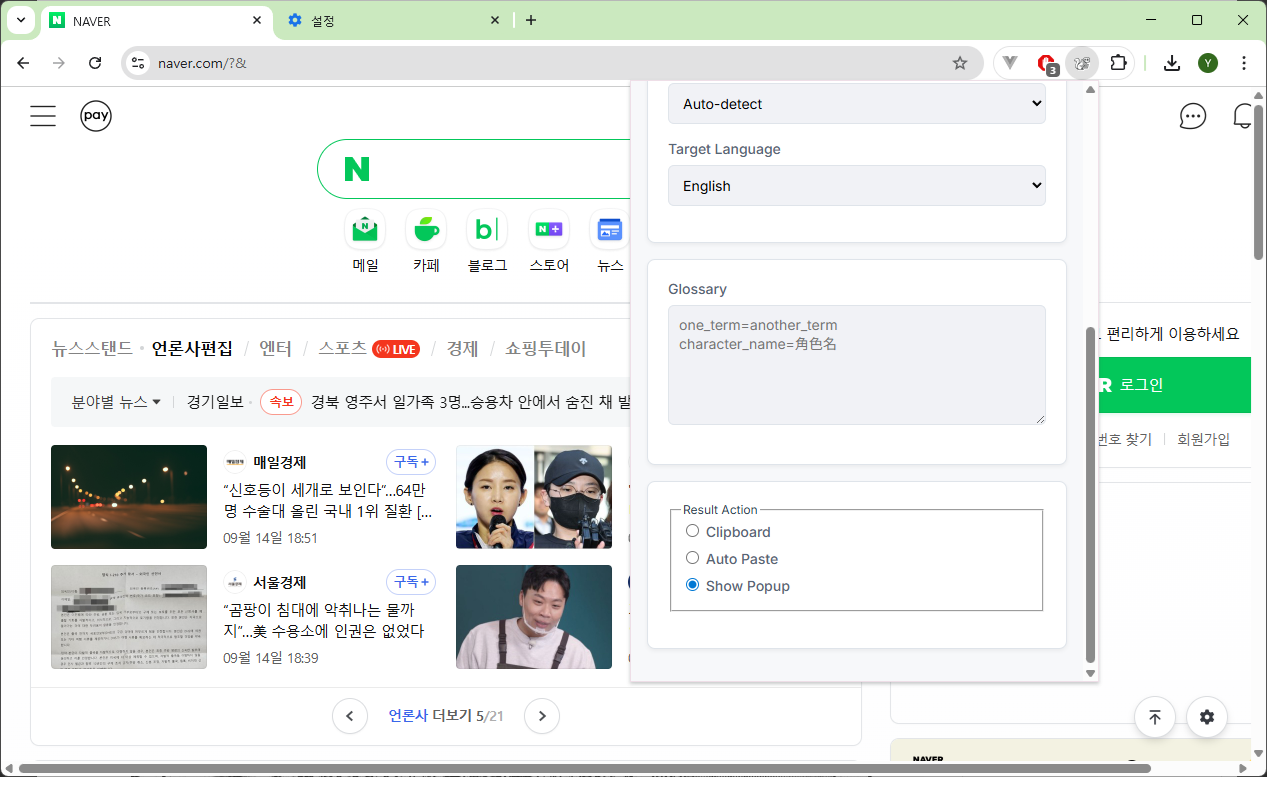 NAVER
설정
naver.com/?&
3
Y
pay
N
메일
카페
블로그
스토어
뉴스
뉴스스탠드
언론사편집
엔터
스포츠 LIVE
경제
쇼핑투데이
분야별 뉴스
경기일보
속보
경북 영주서 일가족 3명...승용차 안에서 숨진 채 발
매일경제
구독+
“신호등이 세개로 보인다”…64만
명 수술대 올린 국내 1위 질환 […
09월 14일 18:51
서울경제
구독+
“곰팡이 침대에 악취나는 물까
지”…美 수용소에 인권은 없었다
09월 14일 18:39
언론사 더보기 5/21
Auto-detect
Target Language
English
Glossary
one_term=another_term
character_name=角色名
Result Action
Clipboard
Auto Paste
Show Popup
편리하게 이용하세요
R 로그인
번호 찾기
회원가입
NAVER